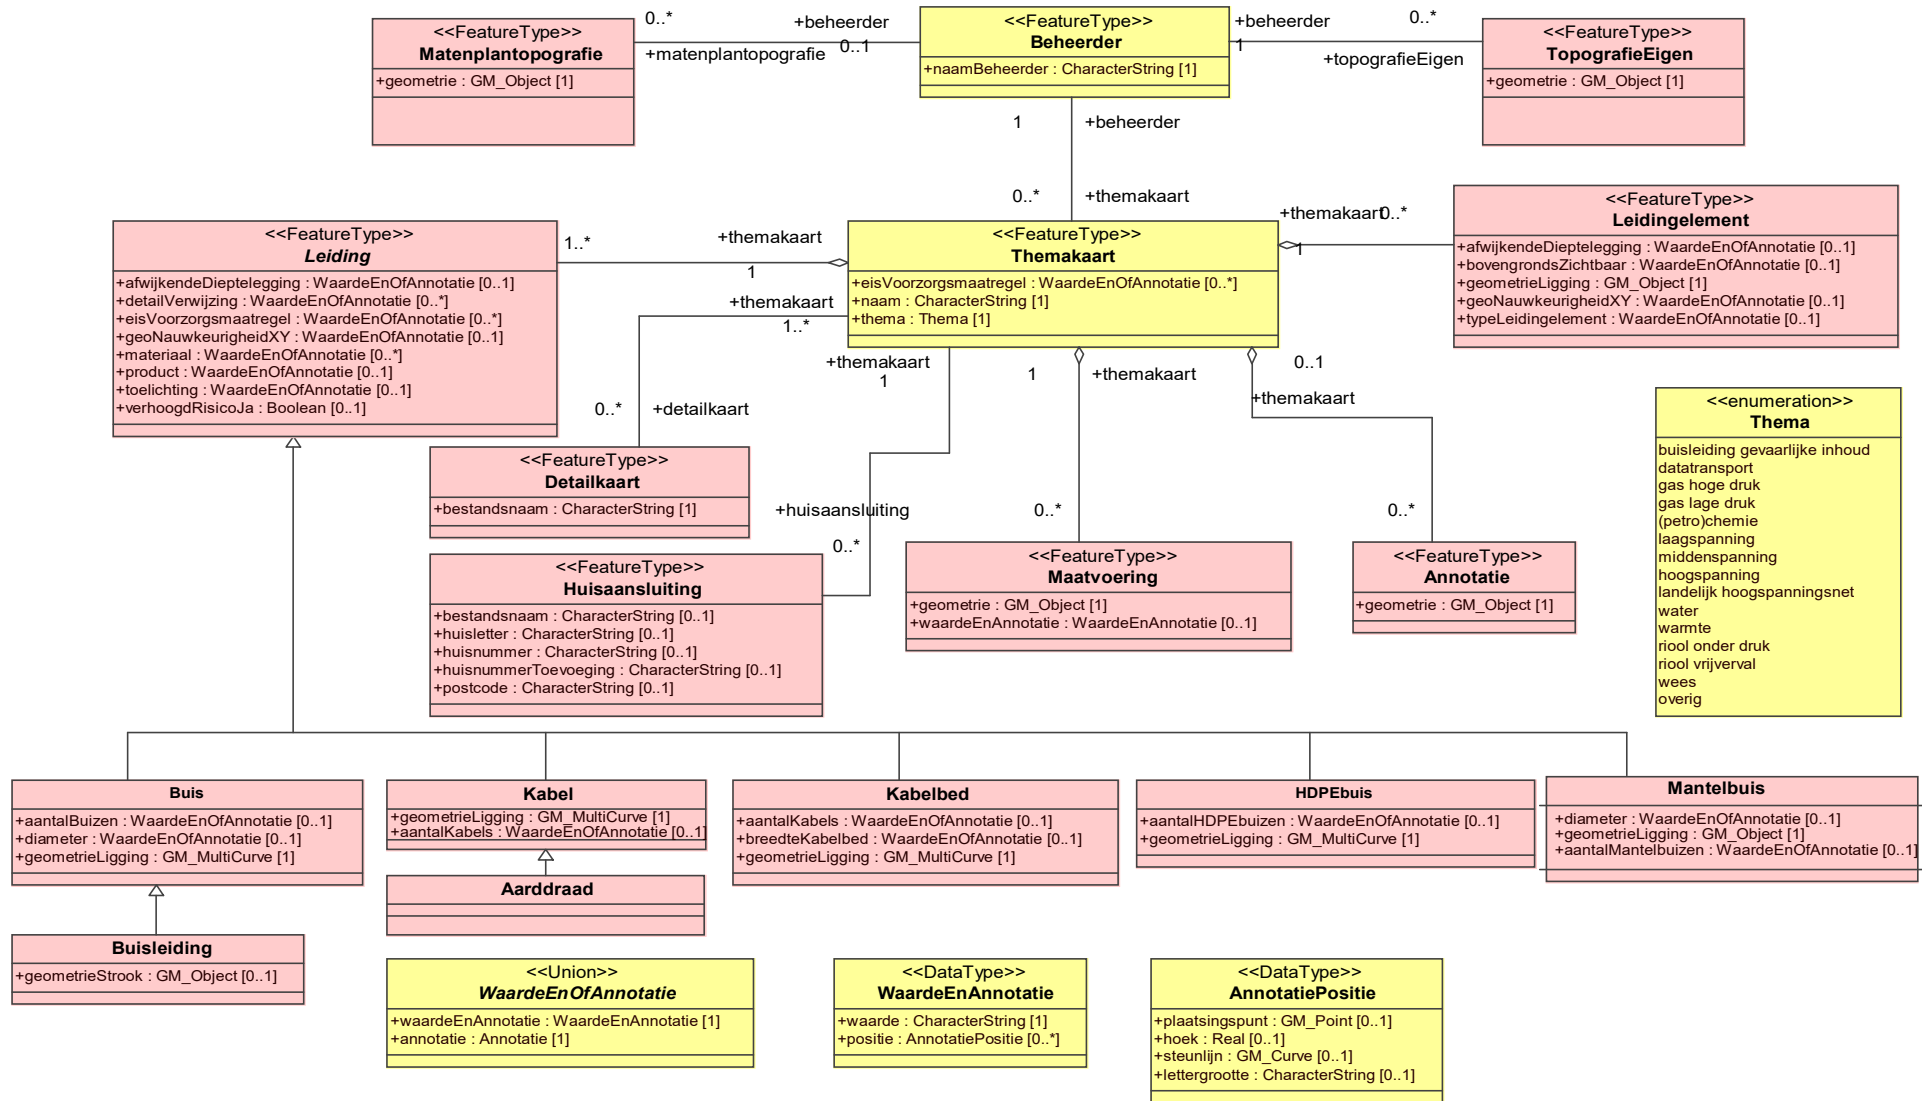 <<FeatureType>>
Matenplantopografie
+geometrie : GM_Object [1]
0..*
+beheerder
+matenplantopografie
0..1
<<FeatureType>>
Beheerder
+naamBeheerder : CharacterString [1]
+beheerder
0..*
1
+topografieEigen
<<FeatureType>>
TopografieEigen
+geometrie : GM_Object [1]
1
+beheerder
0..*
+themakaart
<<FeatureType>>
Leiding
+afwijkendeDieptelegging : WaardeEnOfAnnotatie [0..1]
+detailVerwijzing : WaardeEnOfAnnotatie [0..*]
+eisVoorzorgsmaatregel : WaardeEnOfAnnotatie [0..*]
+geoNauwkeurigheidXY : WaardeEnOfAnnotatie [0..1]
+materiaal : WaardeEnOfAnnotatie [0..*]
+product : WaardeEnOfAnnotatie [0..1]
+toelichting : WaardeEnOfAnnotatie [0..1]
+verhoogdRisicoJa : Boolean [0..1]
1..*
+themakaart
1
<<FeatureType>>
Themakaart
+eisVoorzorgsmaatregel : WaardeEnOfAnnotatie [0..*]
+naam : CharacterString [1]
+thema : Thema [1]
+themakaart
0..*
1
<<FeatureType>>
Leidingelement
+afwijkendeDieptelegging : WaardeEnOfAnnotatie [0..1]
+bovengrondsZichtbaar : WaardeEnOfAnnotatie [0..1]
+geometrieLigging : GM_Object [1]
+geoNauwkeurigheidXY : WaardeEnOfAnnotatie [0..1]
+typeLeidingelement : WaardeEnOfAnnotatie [0..1]
+themakaart
1..*
0..*
+detailkaart
+themakaart
1
1
+themakaart
0..1
+themakaart
<<FeatureType>>
Detailkaart
+bestandsnaam : CharacterString [1]
+huisaansluiting
0..*
0..*
0..*
<<FeatureType>>
Huisaansluiting
+bestandsnaam : CharacterString [0..1]
+huisletter : CharacterString [0..1]
+huisnummer : CharacterString [0..1]
+huisnummerToevoeging : CharacterString [0..1]
+postcode : CharacterString [0..1]
<<FeatureType>>
Maatvoering
+geometrie : GM_Object [1]
+waardeEnAnnotatie : WaardeEnAnnotatie [0..1]
<<FeatureType>>
Annotatie
+geometrie : GM_Object [1]
<<enumeration>>
Thema
buisleiding gevaarlijke inhoud
datatransport
gas hoge druk
gas lage druk
(petro)chemie
laagspanning
middenspanning
hoogspanning
landelijk hoogspanningsnet
water
warmte
riool onder druk
riool vrijverval
wees
overig
Buis
+aantalBuizen : WaardeEnOfAnnotatie [0..1]
+diameter : WaardeEnOfAnnotatie [0..1]
+geometrieLigging : GM_MultiCurve [1]
Kabel
+geometrieLigging : GM_MultiCurve [1]
+aantalKabels : WaardeEnOfAnnotatie [0..1]
Kabelbed
+aantalKabels : WaardeEnOfAnnotatie [0..1]
+breedteKabelbed : WaardeEnOfAnnotatie [0..1]
+geometrieLigging : GM_MultiCurve [1]
HDPEbuis
+aantalHDPEbuizen : WaardeEnOfAnnotatie [0..1]
+geometrieLigging : GM_MultiCurve [1]
Mantelbuis
+diameter : WaardeEnOfAnnotatie [0..1]
+geometrieLigging : GM_Object [1]
+aantalMantelbuizen : WaardeEnOfAnnotatie [0..1]
Aarddraad
Buisleiding
+geometrieStrook : GM_Object [0..1]
<<Union>>
WaardeEnOfAnnotatie
+waardeEnAnnotatie : WaardeEnAnnotatie [1]
+annotatie : Annotatie [1]
<<DataType>>
WaardeEnAnnotatie
+waarde : CharacterString [1]
+positie : AnnotatiePositie [0..*]
<<DataType>>
AnnotatiePositie
+plaatsingspunt : GM_Point [0..1]
+hoek : Real [0..1]
+steunlijn : GM_Curve [0..1]
+lettergrootte : CharacterString [0..1]